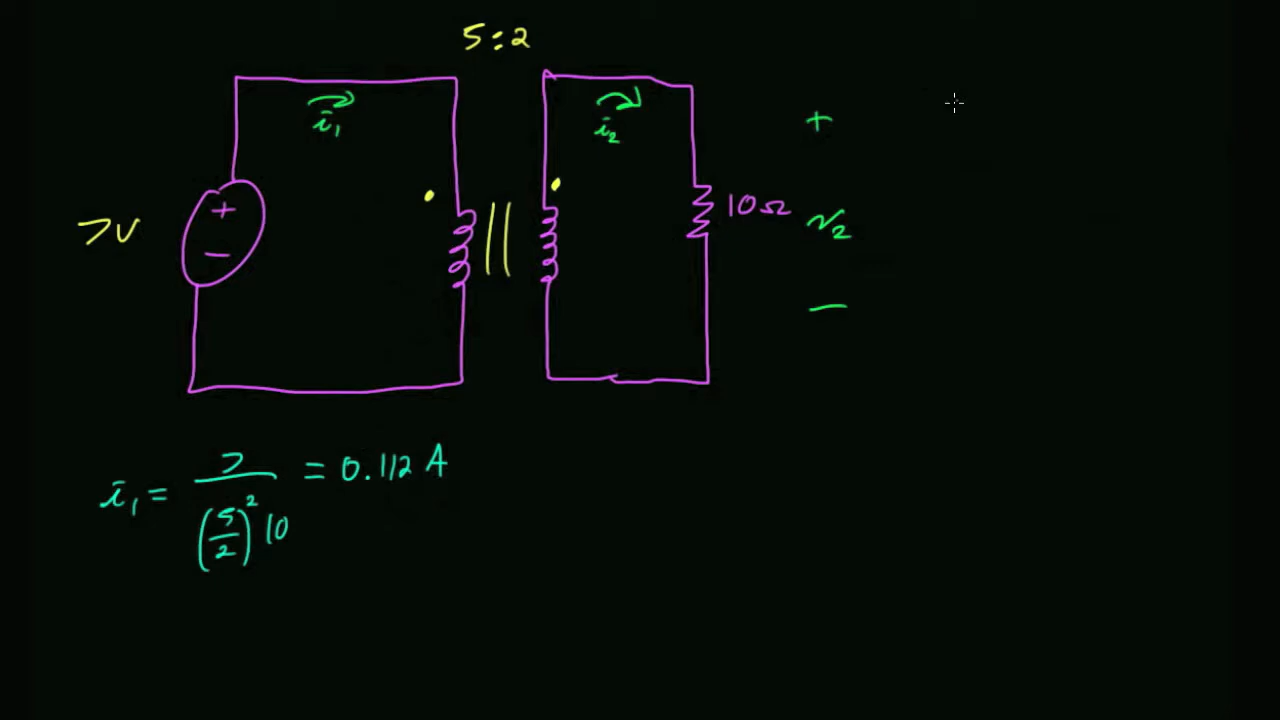 5:2
i₁
i₂
+
7V
+
10Ω
v₂
−
−
i₁ = 7 / (5/2)² 10 = 0.112 A